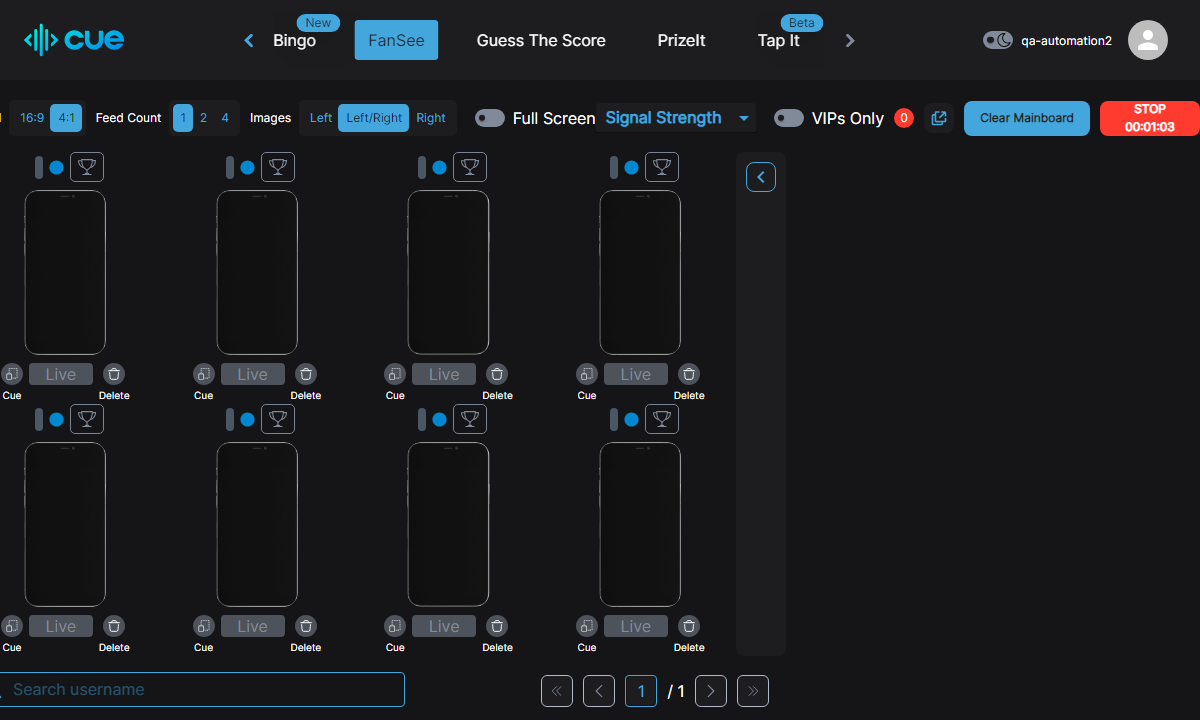 cue
New
Bingo
FanSee
Guess The Score
PrizeIt
Beta
Tap It
qa-automation2
16:9
4:1
Feed Count
1
2
4
Images
Left
Left/Right
Right
Full Screen
Signal Strength
VIPs Only
0
Clear Mainboard
STOP
00:01:03
Live
Cue
Delete
Live
Cue
Delete
Live
Cue
Delete
Live
Cue
Delete
Live
Cue
Delete
Live
Cue
Delete
Live
Cue
Delete
Live
Cue
Delete
Search username
1
/ 1